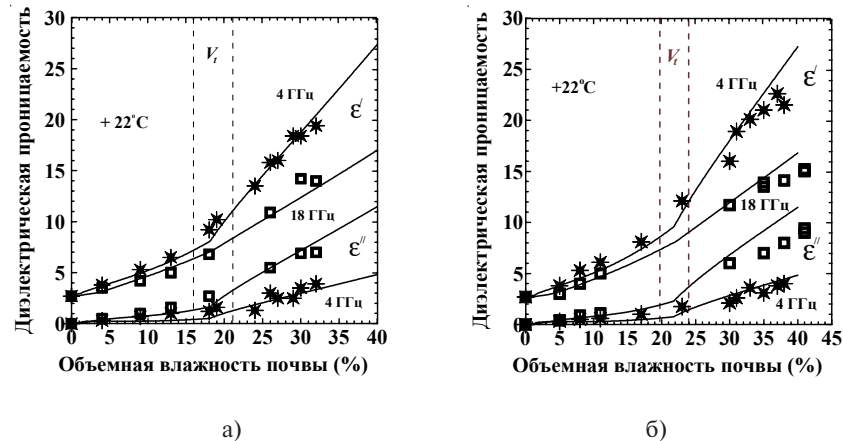 Диэлектрическая проницаемость
30
25
20
15
10
5
0
V_t
+ 22°C
4 ГГц
ε/
18 ГГц
ε//
4 ГГц
0 5 10 15 20 25 30 35 40
Объемная влажность почвы (%)
а)
Диэлектрическая проницаемость
30
25
20
15
10
5
0
V_t
+22°C
4 ГГц
ε/
18 ГГц
ε//
4 ГГц
0 5 10 15 20 25 30 35 40 45
Объемная влажность почвы (%)
б)